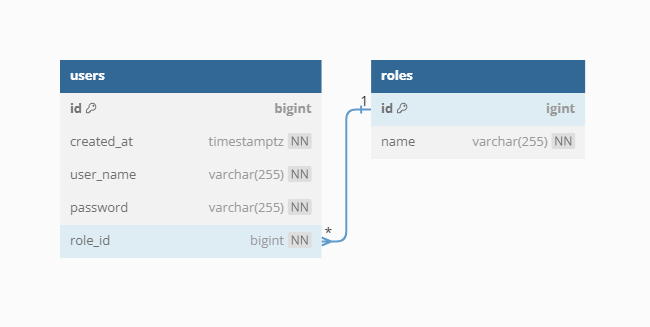 users
id bigint
created_at timestamptz NN
user_name varchar(255) NN
password varchar(255) NN
role_id bigint NN
*
1
roles
id igint
name varchar(255) NN